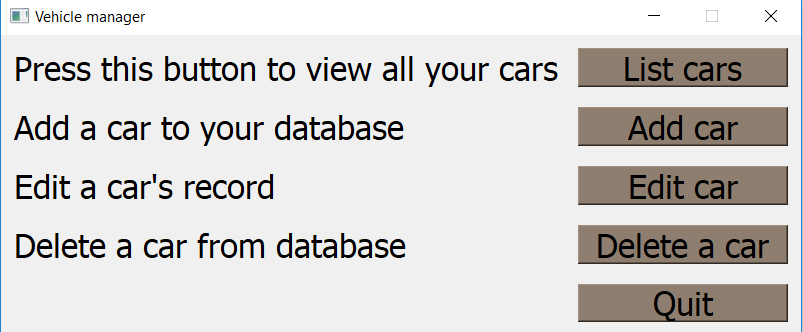 Vehicle manager
Press this button to view all your cars List cars
Add a car to your database Add car
Edit a car's record Edit car
Delete a car from database Delete a car
Quit